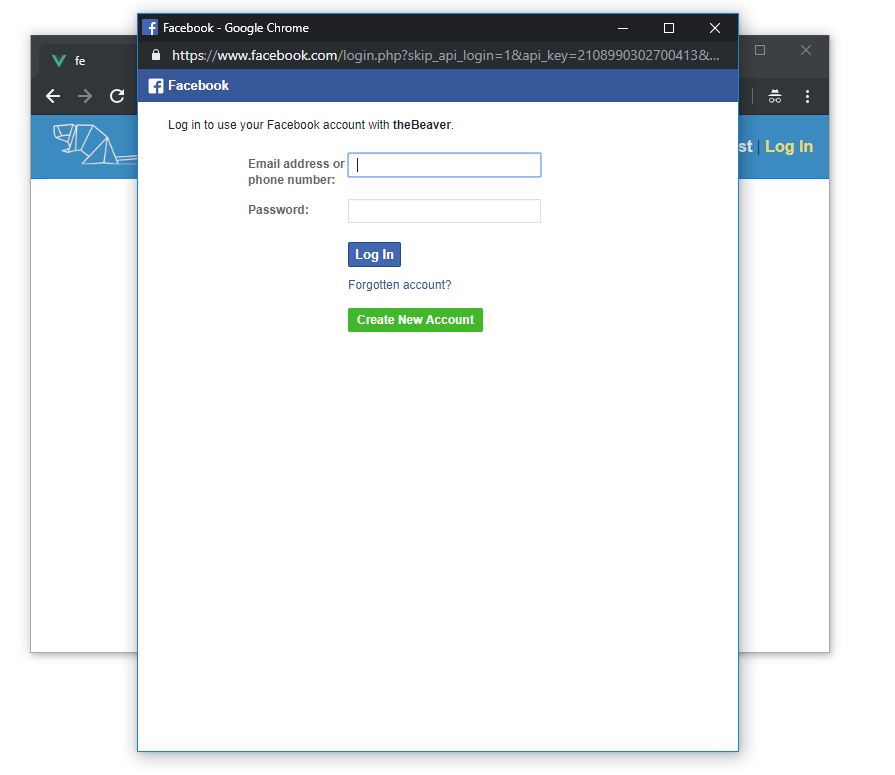 Facebook - Google Chrome
fe
https://www.facebook.com/login.php?skip_api_login=1&api_key=2108990302700413&...
Facebook
Log in to use your Facebook account with theBeaver.
st | Log In
Email address or
phone number:
Password:
Log In
Forgotten account?
Create New Account